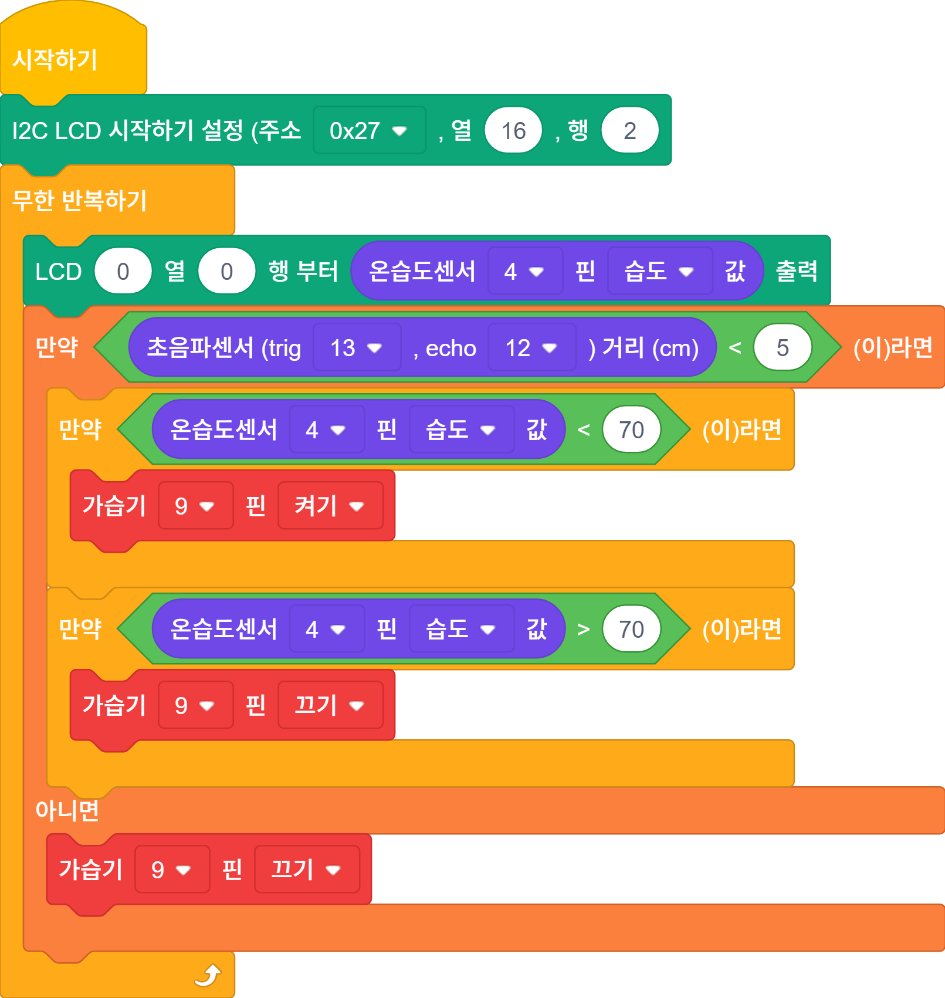 시작하기
I2C LCD 시작하기 설정 (주소 0x27 , 열 16 , 행 2
무한 반복하기
LCD 0 열 0 행 부터 온습도센서 4 핀 습도 값 출력
만약 초음파센서 (trig 13 , echo 12 ) 거리 (cm) < 5 (이)라면
만약 온습도센서 4 핀 습도 값 < 70 (이)라면
가습기 9 핀 켜기
만약 온습도센서 4 핀 습도 값 > 70 (이)라면
가습기 9 핀 끄기
아니면
가습기 9 핀 끄기